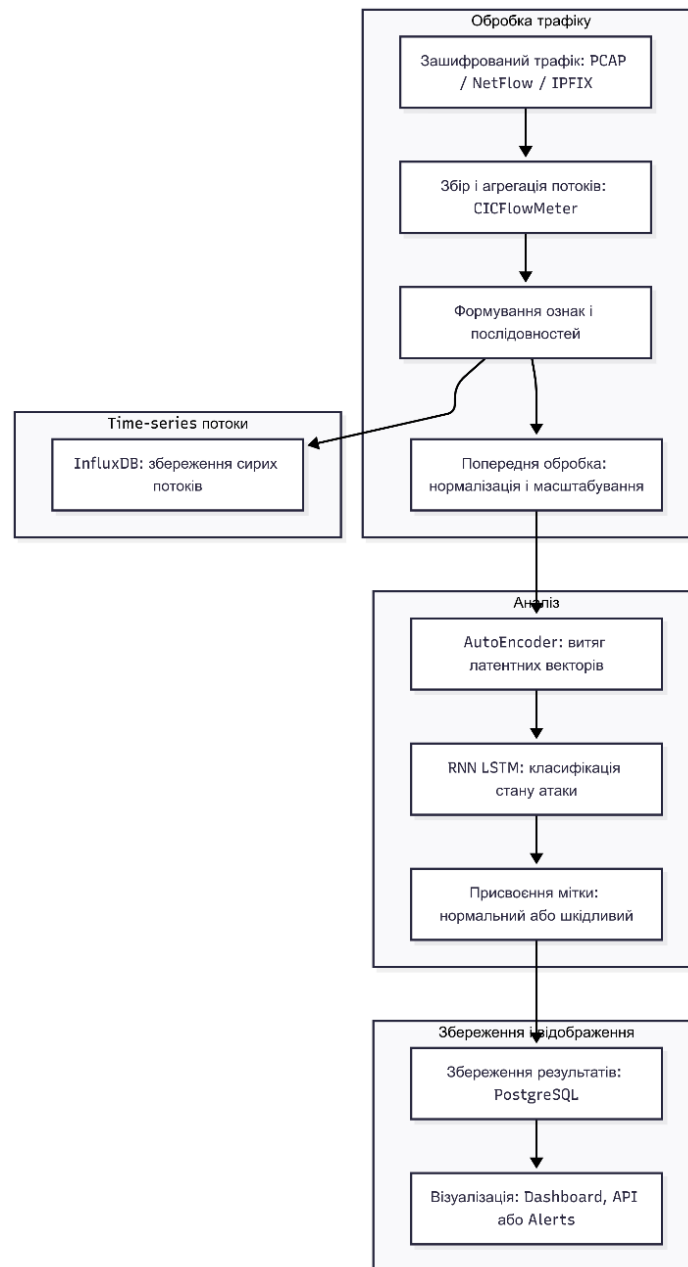 Обробка трафіку
Зашифрований трафік: PCAP
/ NetFlow / IPFIX
Збір і агрегація потоків:
CICFlowMeter
Формування ознак і
послідовностей
Time-series потоки
InfluxDB: збереження сирих
потоків
Попередня обробка:
нормалізація і масштабування
Аналіз
AutoEncoder: витяг
латентних векторів
RNN LSTM: класифікація
стану атаки
Присвоєння мітки:
нормальний або шкідливий
Збереження і відображення
Збереження результатів:
PostgreSQL
Візуалізація: Dashboard, API
або Alerts